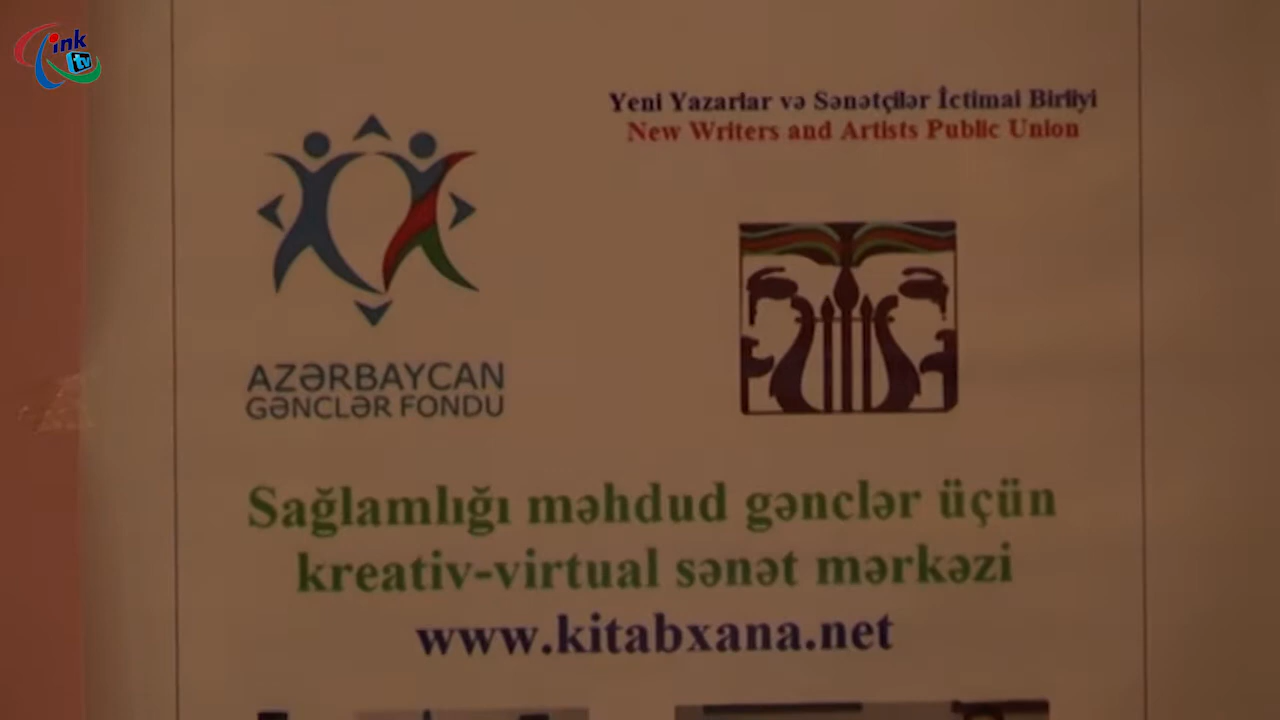 ink
tv
Yeni Yazarlar və Sənətçilər İctimai Birliyi
New Writers and Artists Public Union
AZƏRBAYCAN
GƏNCLƏR FONDU
Sağlamlığı məhdud gənclər üçün
kreativ-virtual sənət mərkəzi
www.kitabxana.net